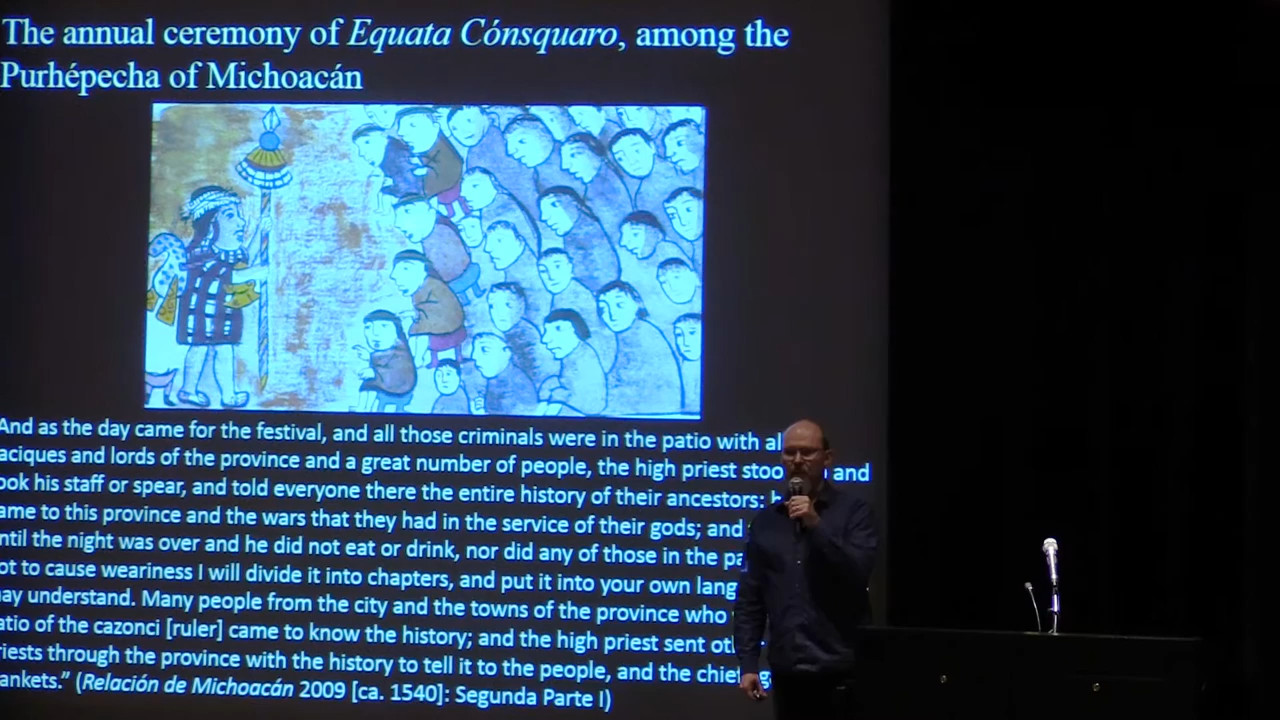 The annual ceremony of Equata Cónsquaro, among the
Purhépecha of Michoacán
And as the day came for the festival, and all those criminals were in the patio with al
aciques and lords of the province and a great number of people, the high priest stoo and
ook his staff or spear, and told everyone there the entire history of their ancestors: h
ame to this province and the wars that they had in the service of their gods; and
ntil the night was over and he did not eat or drink, nor did any of those in the pa
ot to cause weariness I will divide it into chapters, and put it into your own lang
ay understand. Many people from the city and the towns of the province who
atio of the cazonci [ruler] came to know the history; and the high priest sent oth
riests through the province with the history to tell it to the people, and the chief g
ankets.” (Relación de Michoacán 2009 [ca. 1540]: Segunda Parte I)